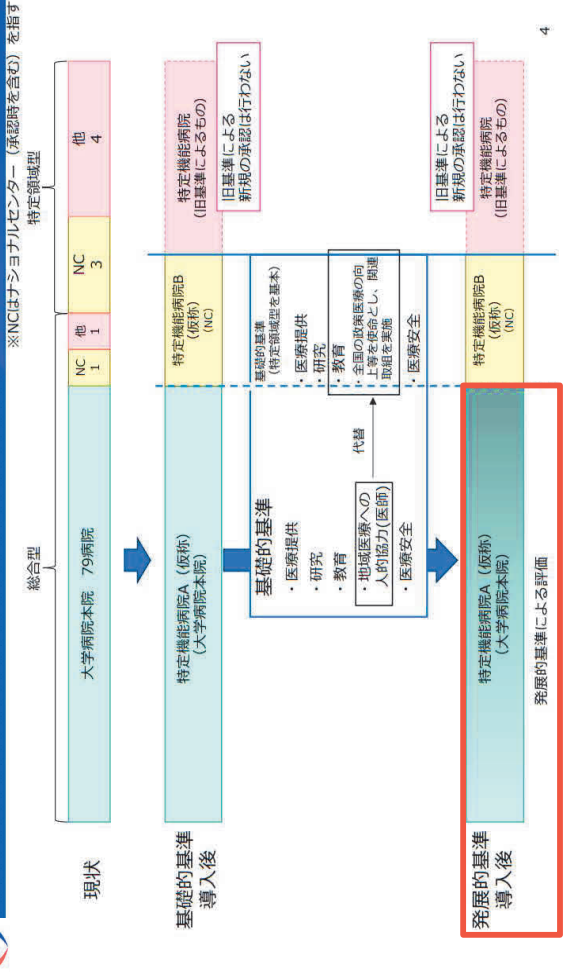 ※NCはナショナルセンター（承認時を含む）を指す
総合型
特定領域型
現状
大学病院本院　79病院
NC
1
他
1
NC
3
他
4
基礎的基準
導入後
特定機能病院A（仮称）
（大学病院本院）
特定機能病院B
（仮称）
（NC）
特定機能病院
（旧基準によるもの）
旧基準による
新規の承認は行わない
基礎的基準
・医療提供
・研究
・教育
・地域医療への
人的協力(医師)
・医療安全
代替
基礎的基準
（特定領域型を基本）
・医療提供
・研究
・教育
・全国の政策医療の向
上等を使命とし、関連
取組を実施
・医療安全
発展的基準
導入後
特定機能病院A（仮称）
（大学病院本院）
特定機能病院B
（仮称）
（NC）
特定機能病院
（旧基準によるもの）
旧基準による
新規の承認は行わない
発展的基準による評価
4